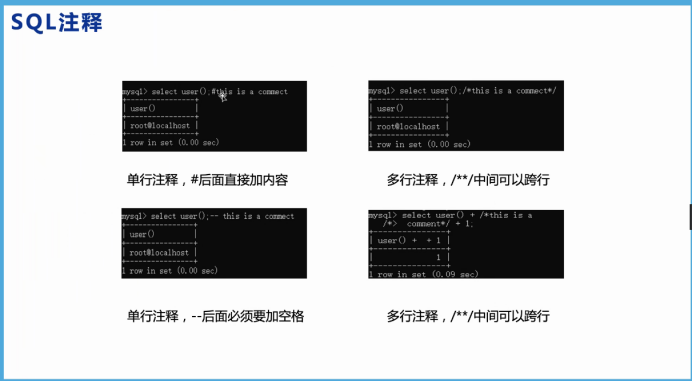 SQL注释
mysql> select user();#this is a commect
+----------------+
| user()         |
+----------------+
| root@localhost |
+----------------+
1 row in set (0.00 sec)
单行注释，#后面直接加内容
mysql> select user();/*this is a commect*/
+----------------+
| user()         |
+----------------+
| root@localhost |
+----------------+
1 row in set (0.00 sec)
多行注释，/**/中间可以跨行
mysql> select user();-- this is a commect
+----------------+
| user()         |
+----------------+
| root@localhost |
+----------------+
1 row in set (0.00 sec)
单行注释，--后面必须要加空格
mysql> select user() + /*this is a
   /*>  comment*/ + 1;
+---------------+
| user() +  + 1 |
+---------------+
|             1 |
+---------------+
1 row in set (0.09 sec)
多行注释，/**/中间可以跨行